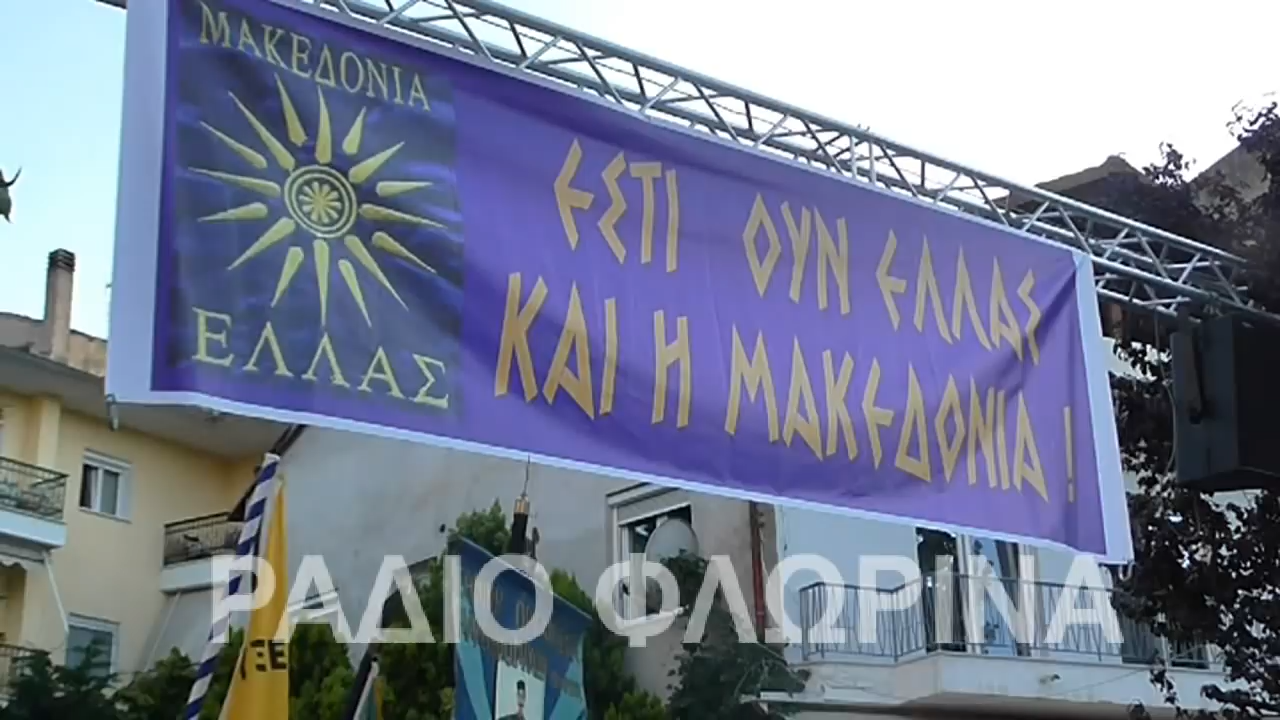 ΜΑΚΕΔΟΝΙΑ
ΕΛΛΑΣ
ΕΣΤΙ ΟΥΝ ΕΛΛΑΣ
ΚΑΙ Η ΜΑΚΕΔΟΝΙΑ !
ΡΑΔΙΟ ΦΛΩΡΙΝΑ